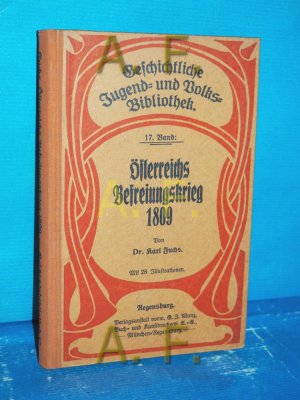 A. F.
Geschichtliche
Jugend- und Volks-
Bibliothek.
17. Band:
Österreichs
Befreiungskrieg
1809
A. F.
Von
Dr. Karl Fuchs.
Mit 28 Illustrationen.
Regensburg.
Verlagsanstalt vorm. G. J. Manz,
Buch- und Kunstdruckerei A.-G.,
München-Regensburg.
A. F.